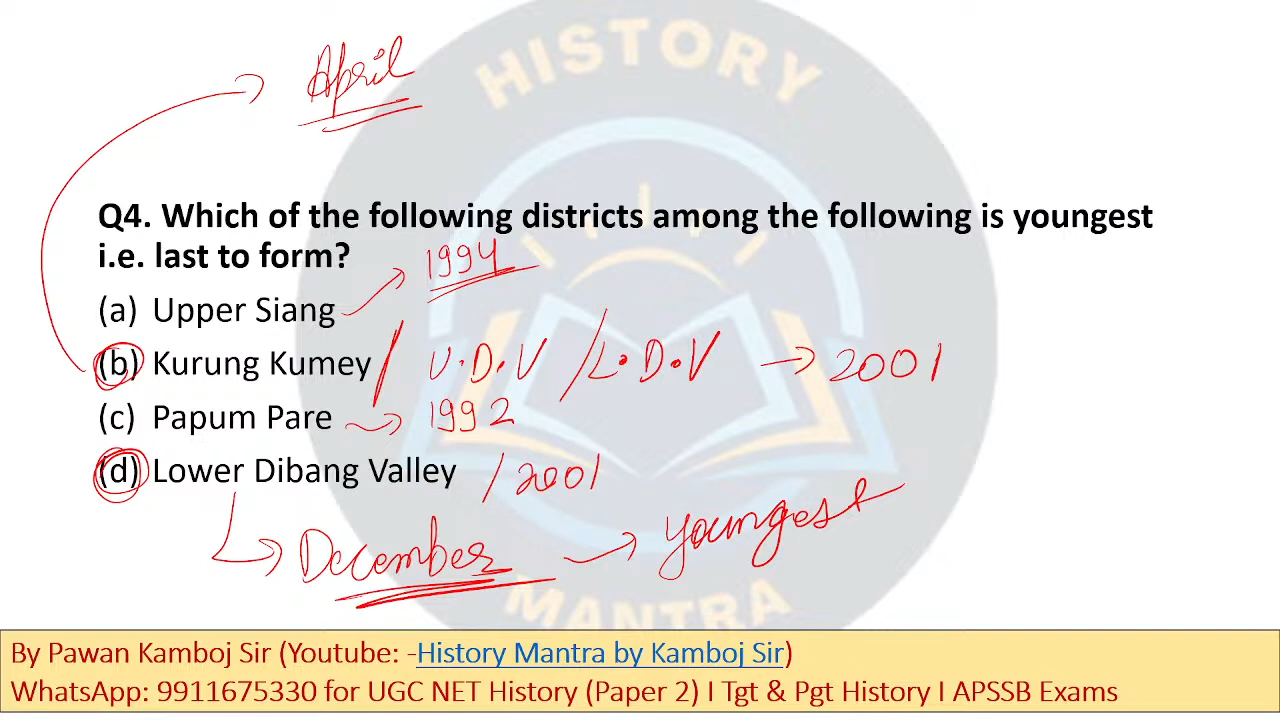 HISTORY
April
Q4. Which of the following districts among the following is youngest
i.e. last to form?
1994
(a) Upper Siang
(b) Kurung Kumey / U.D.V / L.D.V → 2001
(c) Papum Pare → 1992
(d) Lower Dibang Valley / 2001
December → Youngest
MANTRA
By Pawan Kamboj Sir (Youtube: -History Mantra by Kamboj Sir)
WhatsApp: 9911675330 for UGC NET History (Paper 2) I Tgt & Pgt History I APSSB Exams